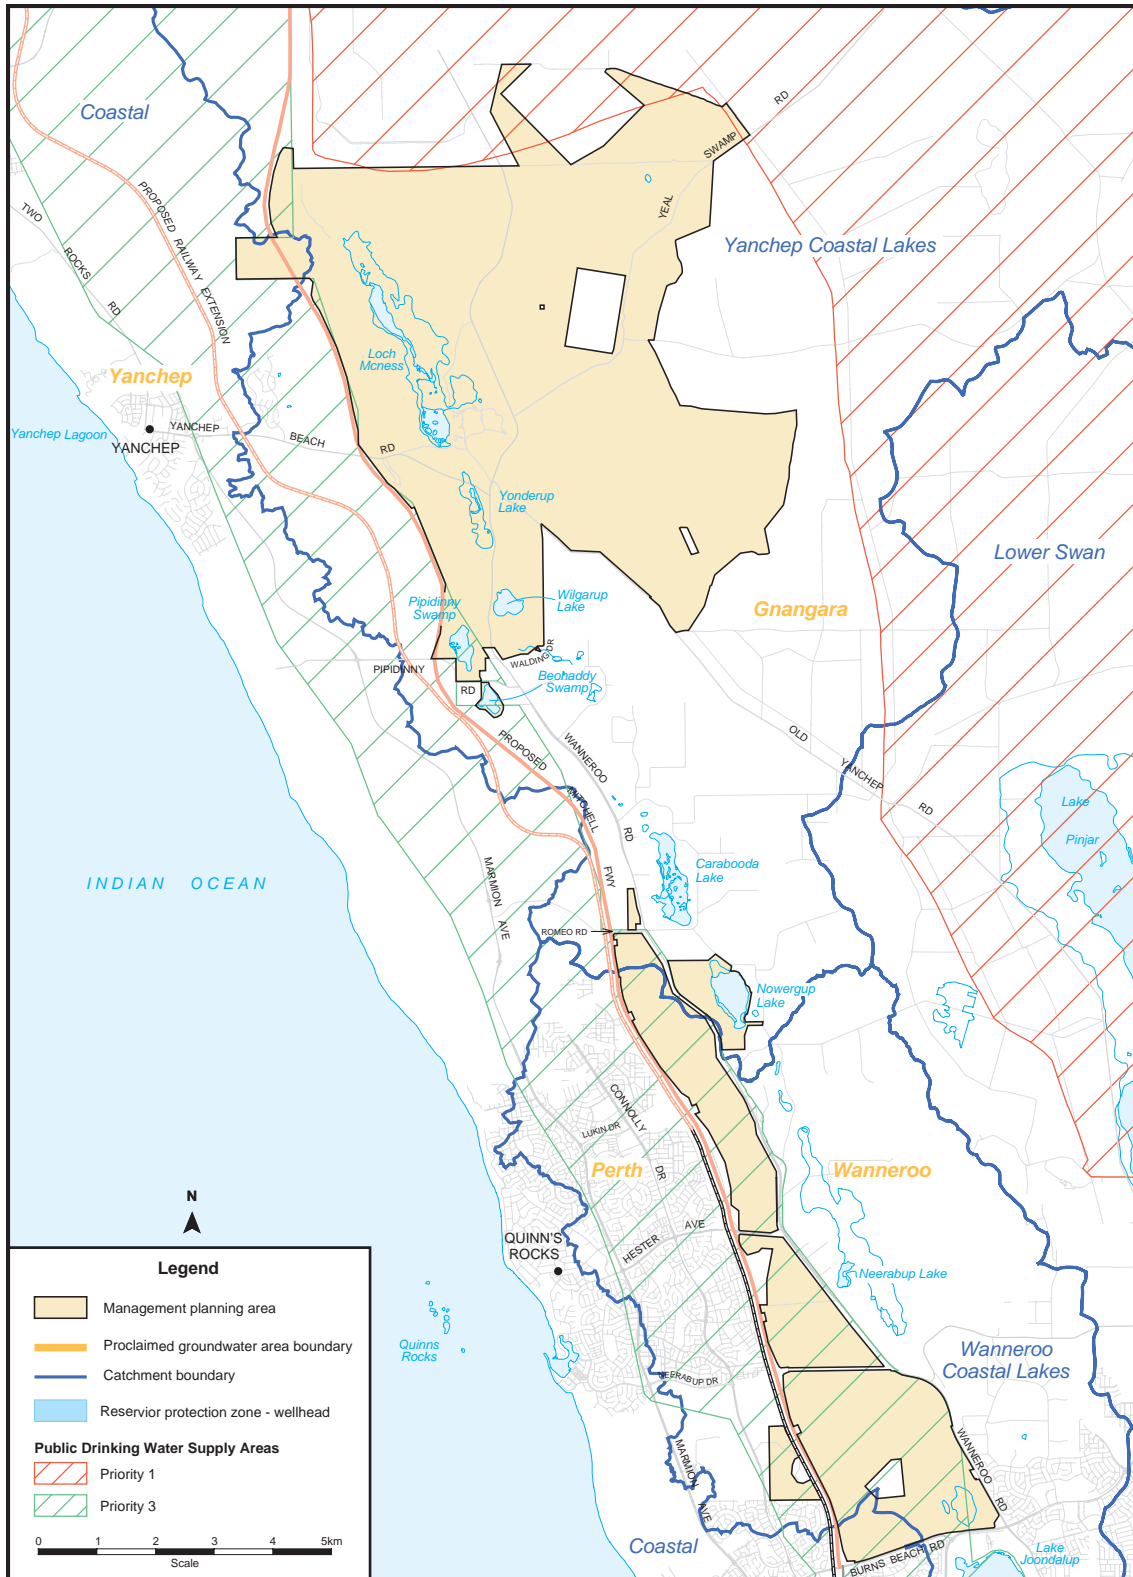 Coastal
RD
SWAMP
YEAL
PROPOSED RAILWAY EXTENSION
TWO
ROCKS
RD
Yanchep Coastal Lakes
Loch
Mcness
Yanchep
YANCHEP
BEACH
RD
Yanchep Lagoon
YANCHEP
Yonderup
Lake
Lower Swan
Gnangara
Wilgarup
Lake
Pipidinny
Swamp
WALDING DR
PIPIDINNY
RD
Beohaddy
Swamp
PROPOSED
MITCHELL
FWY
WANNEROO
RD
OLD
YANCHEP
RD
Lake
Pinjar
INDIAN OCEAN
MARMION
AVE
Carabooda
Lake
ROMEO RD
Nowergup
Lake
CONNOLLY
DR
LUKIN DR
Perth
Wanneroo
N
QUINN'S
ROCKS
HESTER
AVE
Neerabup Lake
Quinns
Rocks
Wanneroo
Coastal Lakes
NEERABUP DR
MARMION
AVE
WANNEROO
RD
Coastal
BURNS BEACH RD
Lake
Joondalup
Legend
Management planning area
Proclaimed groundwater area boundary
Catchment boundary
Reservior protection zone - wellhead
Public Drinking Water Supply Areas
Priority 1
Priority 3
0 1 2 3 4 5km
Scale